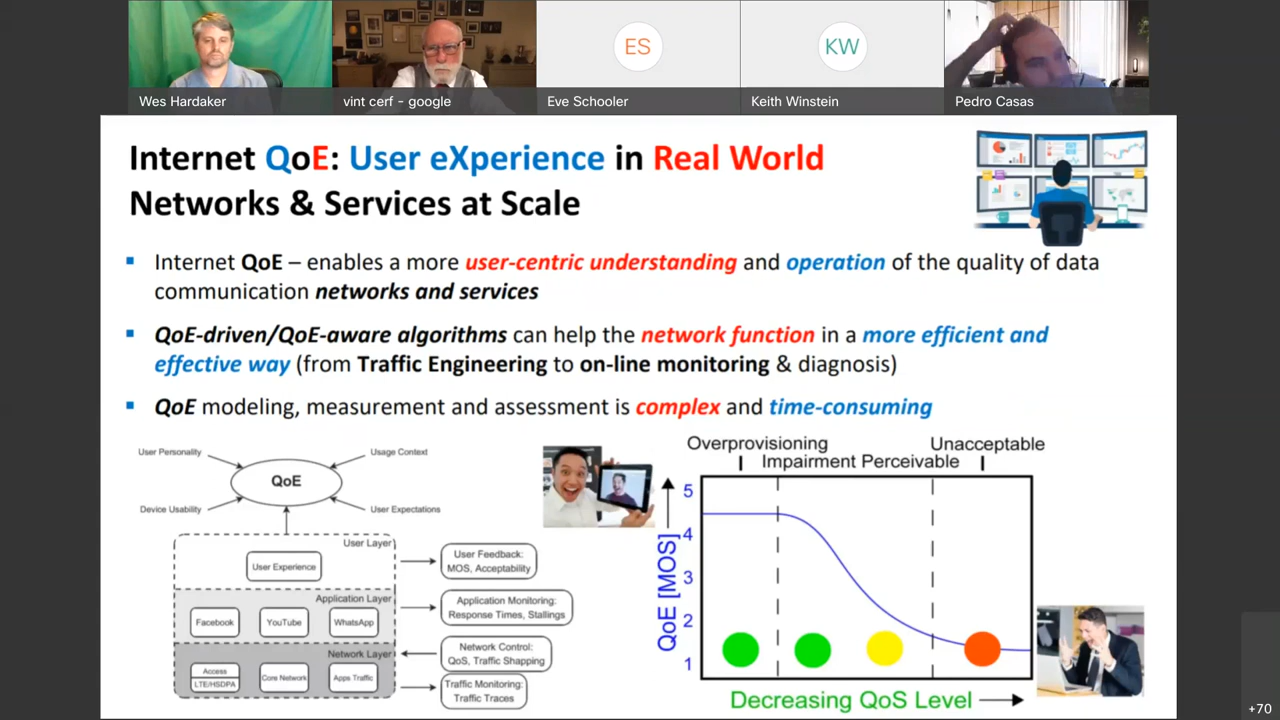 ES
KW
Wes Hardaker
vint cerf - google
Eve Schooler
Keith Winstein
Pedro Casas
Internet QoE: User eXperience in Real World
Networks & Services at Scale
▪ Internet QoE – enables a more user-centric understanding and operation of the quality of data
communication networks and services
▪ QoE-driven/QoE-aware algorithms can help the network function in a more efficient and
effective way (from Traffic Engineering to on-line monitoring & diagnosis)
▪ QoE modeling, measurement and assessment is complex and time-consuming
User Personality
Usage Context
QoE
Device Usability
User Expectations
User Layer
User Experience
User Feedback:
MOS, Acceptability
Application Layer
Facebook
YouTube
WhatsApp
Application Monitoring:
Response Times, Stallings
Network Layer
Access
LTE/HSDPA
Core Network
Apps Traffic
Network Control:
QoS, Traffic Shapping
Traffic Monitoring:
Traffic Traces
Overprovisioning
Unacceptable
Impairment Perceivable
QoE [MOS]
5
4
3
2
1
Decreasing QoS Level
+70